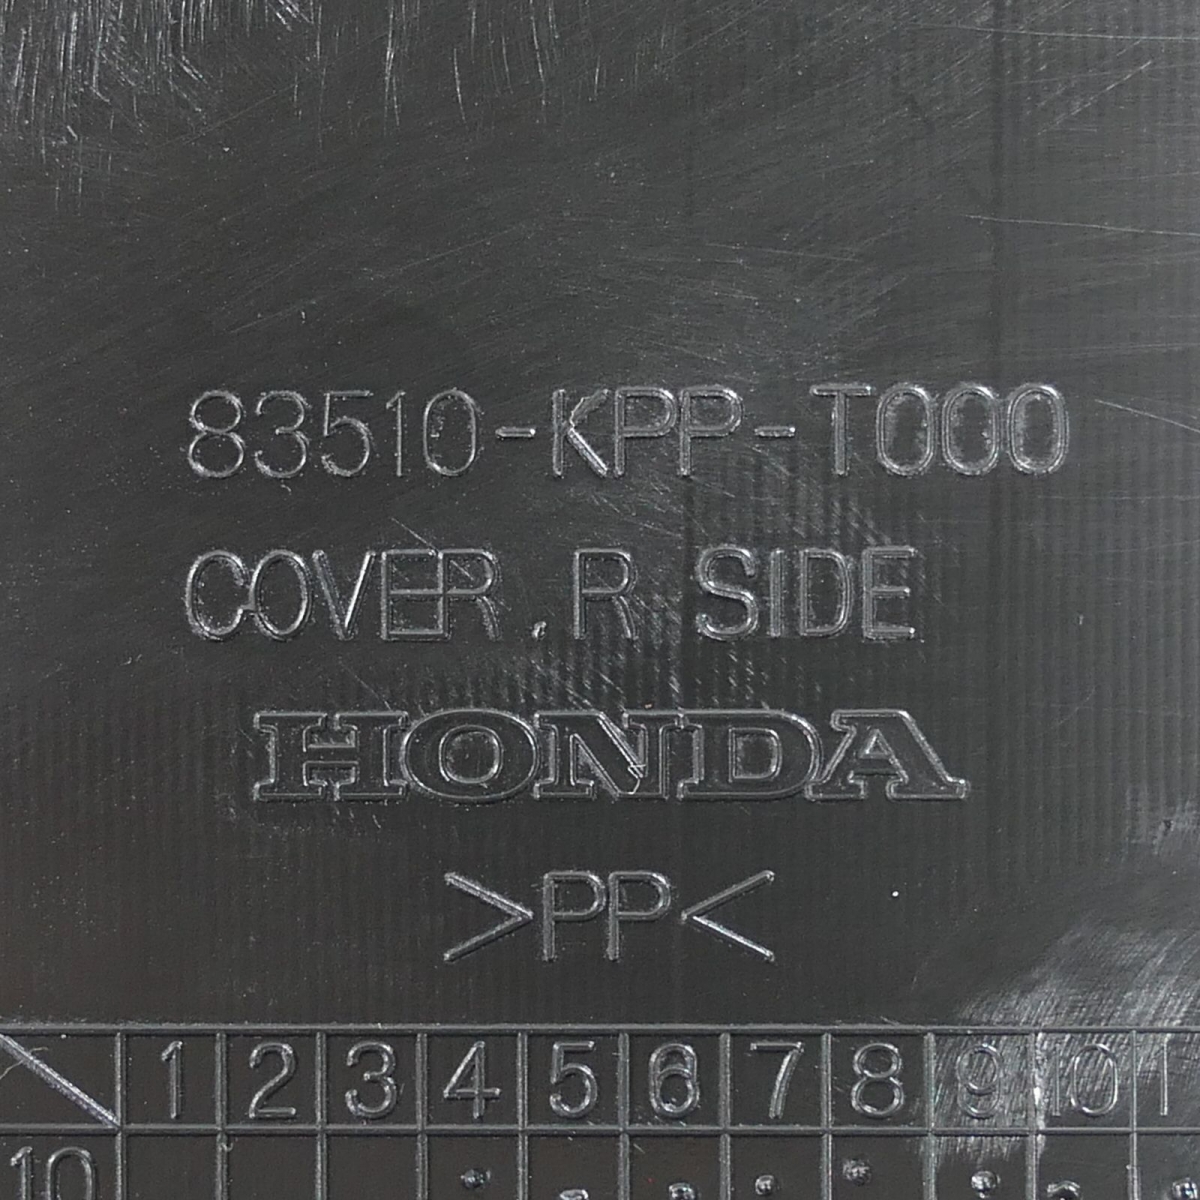 83510-KPP-T000
COVER, R SIDE
HONDA
>PP<
1 2 3 4 5 6 7 8 9 10 1
10